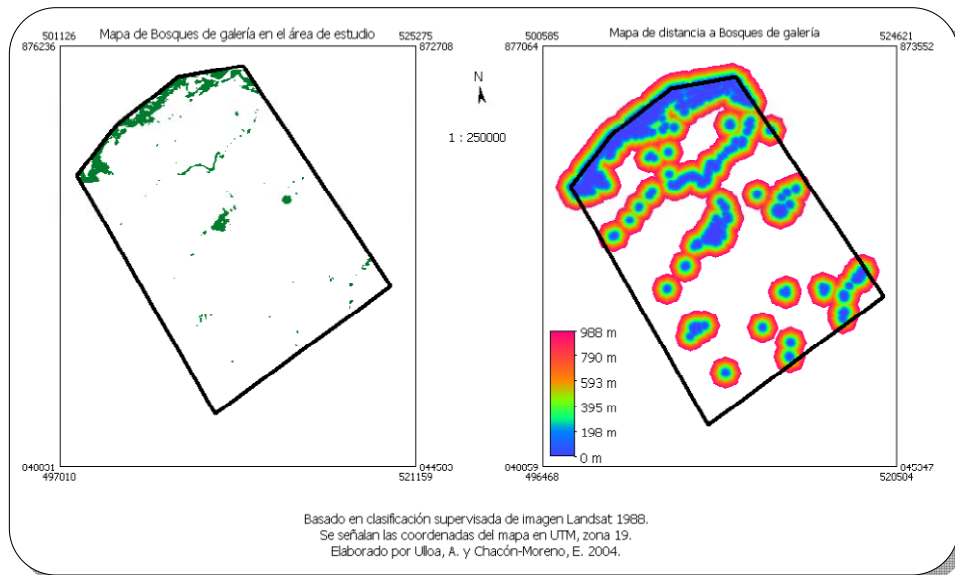 501126
Mapa de Bosques de galería en el área de estudio
525275
876236
872708
500585
Mapa de distancia a Bosques de galería
524621
877064
873552
N
1 : 250000
988 m
790 m
593 m
395 m
198 m
0 m
040031
044503
497010
521159
040059
045347
496468
520504
Basado en clasificación supervisada de imagen Landsat 1988.
Se señalan las coordenadas del mapa en UTM, zona 19.
Elaborado por Ulloa, A. y Chacón-Moreno, E. 2004.